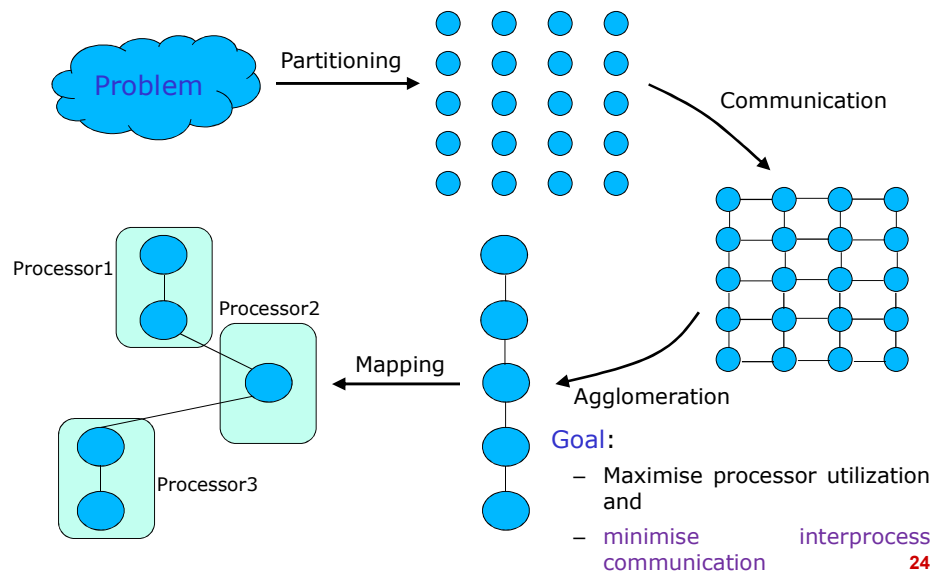 Problem
Partitioning
Communication
Processor1
Processor2
Mapping
Agglomeration
Processor3
Goal:
– Maximise processor utilization
and
– minimise interprocess
communication
24